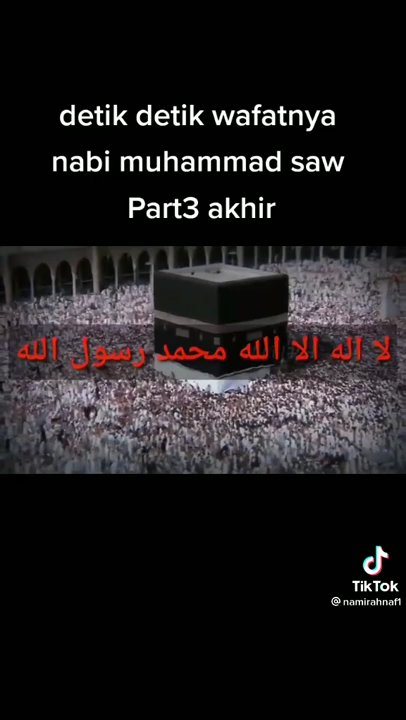 detik detik wafatnya
nabi muhammad saw
Part3 akhir
لا اله الا الله محمد رسول الله
TikTok
@namirahnaf1